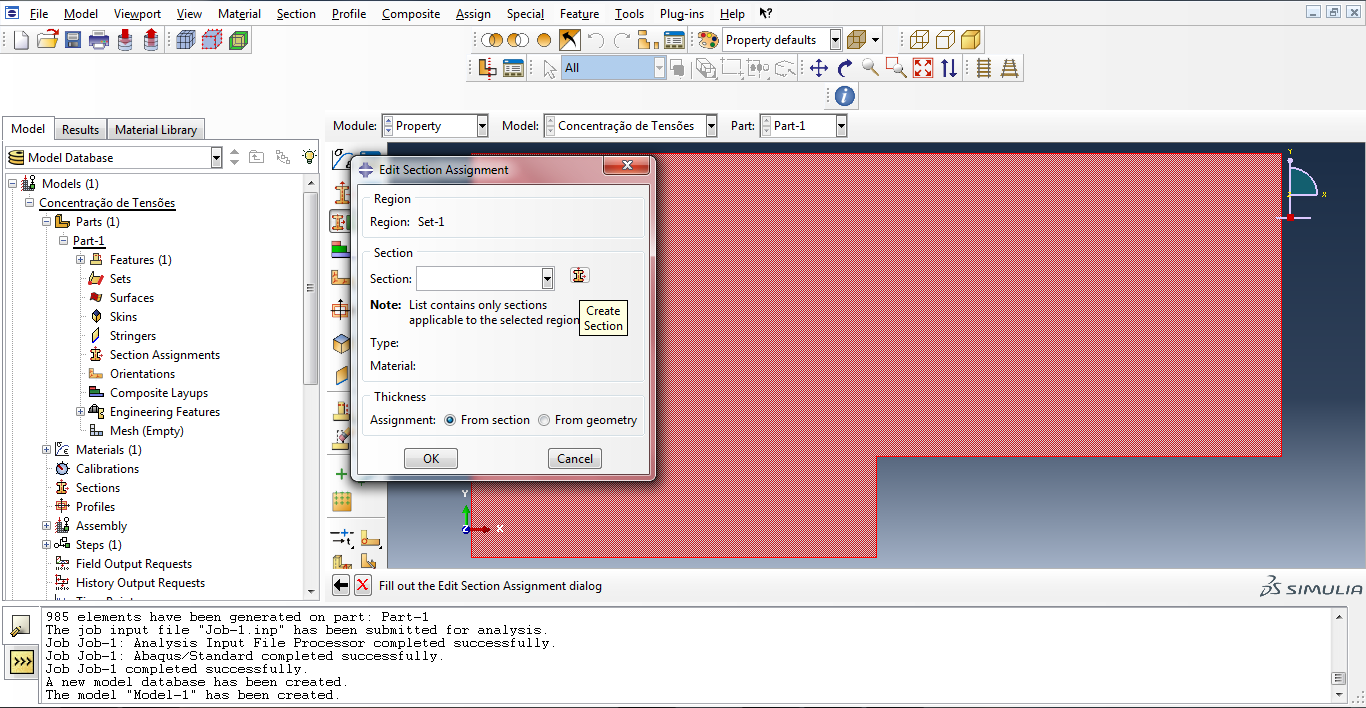 File Model Viewport View Material Section Profile Composite Assign Special Feature Tools Plug-ins Help
Property defaults
All
Model Results Material Library
Module: Property Model: Concentração de Tensões Part: Part-1
Model Database
Models (1)
Concentração de Tensões
Parts (1)
Part-1
Features (1)
Sets
Surfaces
Skins
Stringers
Section Assignments
Orientations
Composite Layups
Engineering Features
Mesh (Empty)
Materials (1)
Calibrations
Sections
Profiles
Assembly
Steps (1)
Field Output Requests
History Output Requests
Edit Section Assignment
Region
Region: Set-1
Section
Section:
Note: List contains only sections
applicable to the selected region
Create
Section
Type:
Material:
Thickness
Assignment: From section From geometry
OK Cancel
Y
X
Y
Z
X
Fill out the Edit Section Assignment dialog
SIMULIA
985 elements have been generated on part: Part-1
The job input file "Job-1.inp" has been submitted for analysis.
Job Job-1: Analysis Input File Processor completed successfully.
Job Job-1: Abaqus/Standard completed successfully.
Job Job-1 completed successfully.
A new model database has been created.
The model "Model-1" has been created.